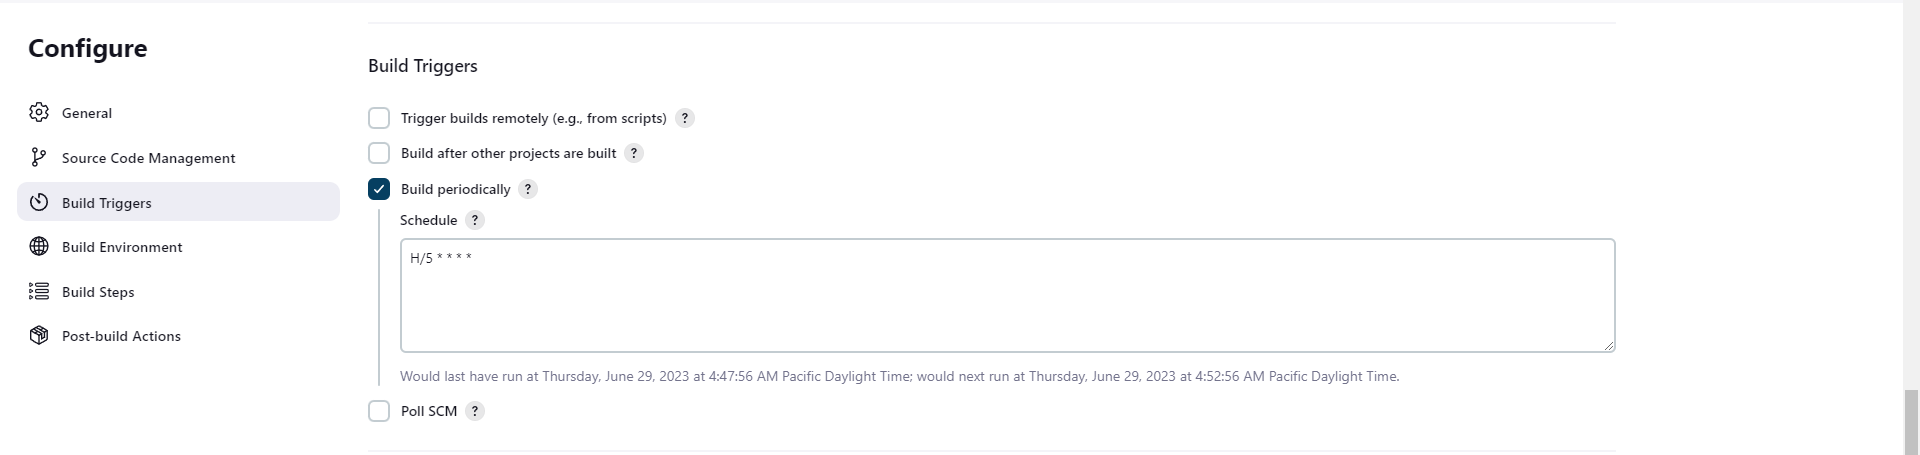 Configure
General
Source Code Management
Build Triggers
Build Environment
Build Steps
Post-build Actions
Build Triggers
Trigger builds remotely (e.g., from scripts) ?
Build after other projects are built ?
Build periodically ?
Schedule ?
H/5 * * * *
Would last have run at Thursday, June 29, 2023 at 4:47:56 AM Pacific Daylight Time; would next run at Thursday, June 29, 2023 at 4:52:56 AM Pacific Daylight Time.
Poll SCM ?